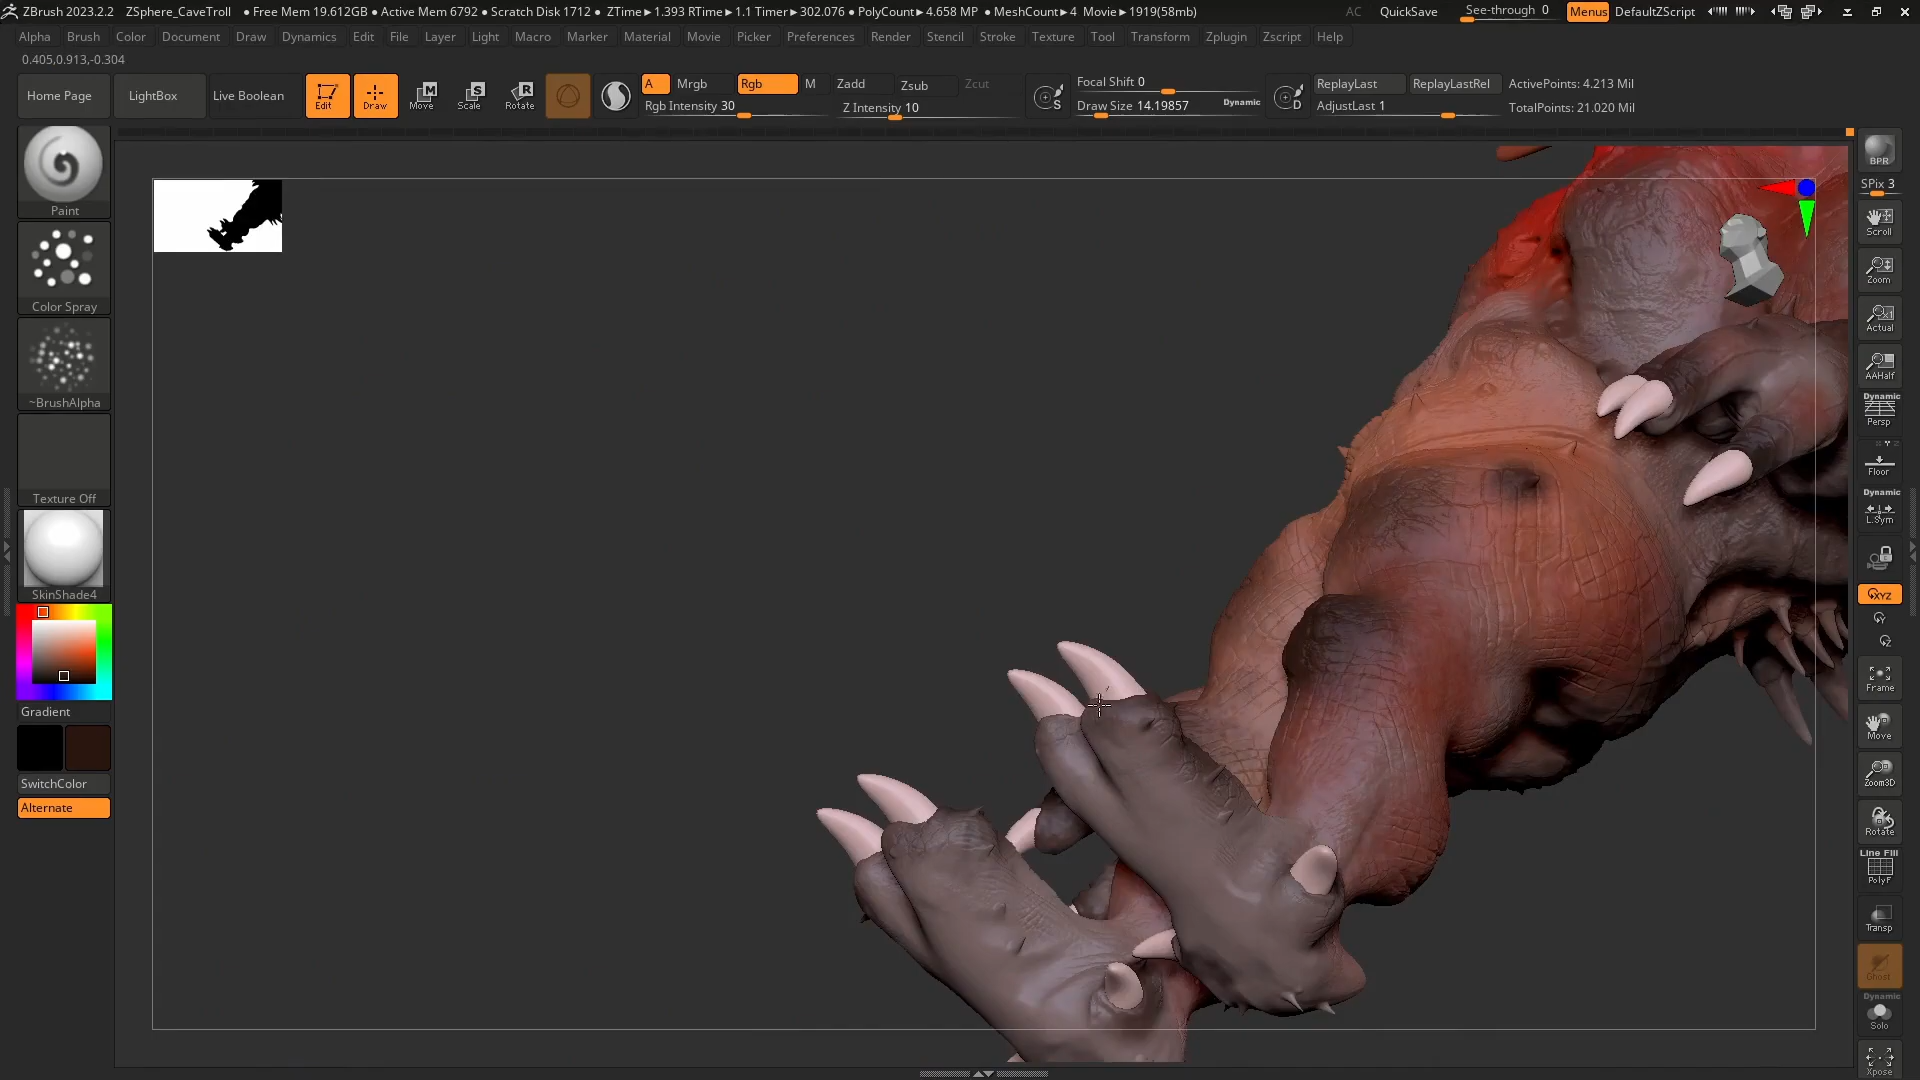 ZBrush 2023.2.2 ZSphere_CaveTroll ● Free Mem 19.612GB ● Active Mem 6792 ● Scratch Disk 1712 ● ZTime►1.393 RTime►1.1 Timer►302.076 ● PolyCount►4.658 MP ● MeshCount►4 Movie►1919(58mb) AC QuickSave See-through 0 Menus DefaultZScript
Alpha Brush Color Document Draw Dynamics Edit File Layer Light Macro Marker Material Movie Picker Preferences Render Stencil Stroke Texture Tool Transform Zplugin Zscript Help
0.405,0.913,-0.304
Home Page LightBox Live Boolean Edit Draw Move Scale Rotate
A Mrgb Rgb M Zadd Zsub Zcut
Rgb Intensity 30 Z Intensity 10
Focal Shift 0
Draw Size 14.19857 Dynamic
ReplayLast ReplayLastRel ActivePoints: 4.213 Mil
AdjustLast 1 TotalPoints: 21.020 Mil
S
D
Paint
Color Spray
~BrushAlpha
Texture Off
SkinShade4
Gradient
SwitchColor
Alternate
BPR
SPix 3
Scroll
Zoom
Actual
AAHalf
Dynamic
Persp
Floor
Dynamic
L.Sym
XYZ
Y
Z
Frame
Move
Zoom3D
Rotate
Line Fill
PolyF
Transp
Ghost
Dynamic
Solo
Xpose